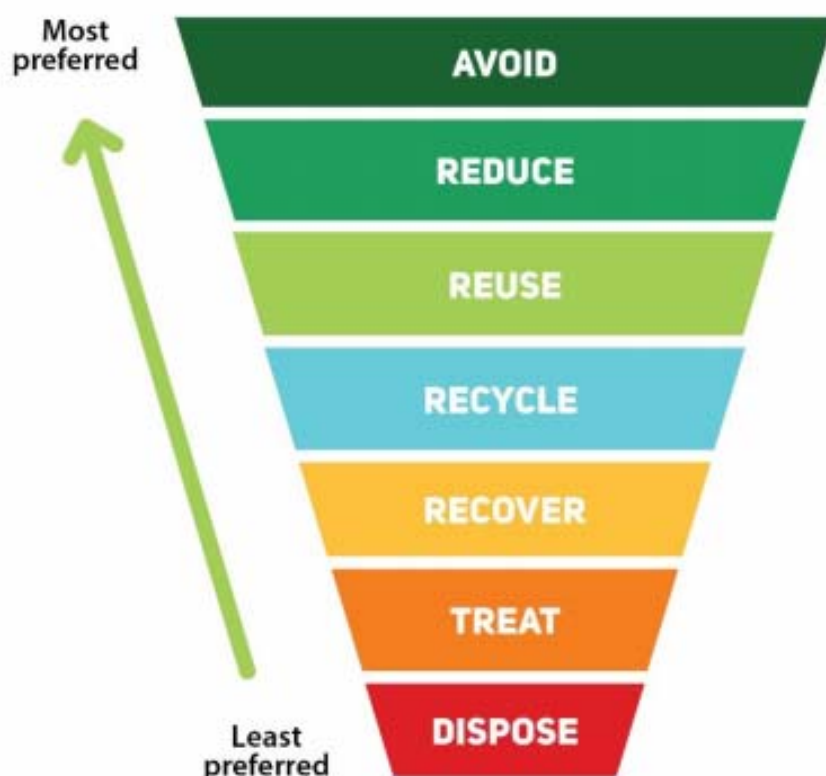 Most
preferred
AVOID
REDUCE
REUSE
RECYCLE
RECOVER
TREAT
DISPOSE
Least
preferred